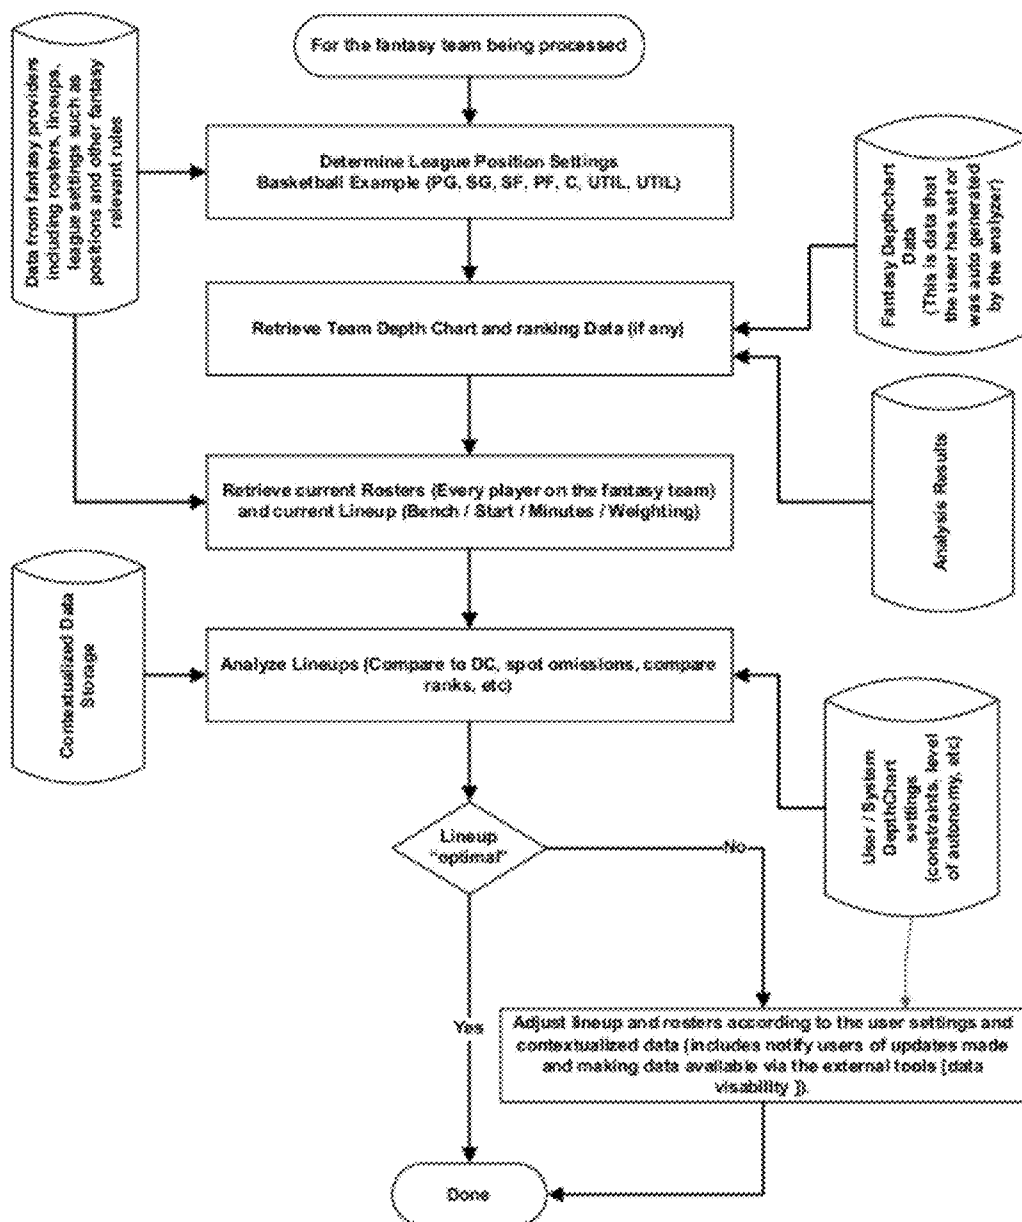 For the fantasy team being processed
Data from fantasy providers
including rosters, lineups,
league settings such as
positions and other fantasy
relevant rules
Determine League Position Settings
Basketball Example (PG, SG, SF, PF, C, UTIL, UTIL)
Fantasy Depthchart
Data
(This is data that
the user has set or
was auto generated
by the analyzer)
Retrieve Team Depth Chart and ranking Data (if any)
Analysis Results
Retrieve current Rosters (Every player on the fantasy team)
and current Lineup (Bench / Start / Minutes / Weighting)
Contextualized Data
Storage
Analyze Lineups (Compare to DC, spot omissions, compare
ranks, etc)
User / System
DepthChart
settings
(constraints, level
of autonomy, etc)
Lineup
"optimal"
No
Yes
Adjust lineup and rosters according to the user settings and
contextualized data (includes notify users of updates made
and making data available via the external tools [data
visability ]).
Done